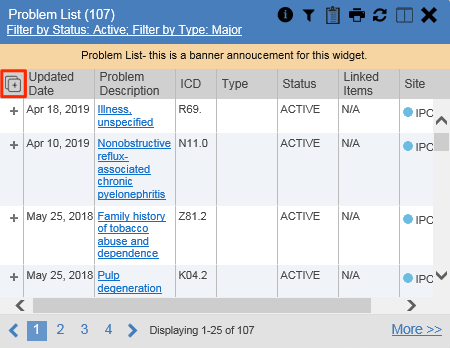 Problem List (107)
Filter by Status: Active; Filter by Type: Major
Problem List- this is a banner annoucement for this widget.
Updated Date Problem Description ICD Type Status Linked Items Site
Apr 18, 2019 Illness, unspecified R69. ACTIVE N/A IPC
Apr 10, 2019 Nonobstructive reflux-associated chronic pyelonephritis N11.0 ACTIVE N/A IPC
May 25, 2018 Family history of tobacco abuse and dependence Z81.2 ACTIVE N/A IPC
May 25, 2018 Pulp degeneration K04.2 ACTIVE N/A IPC
1 2 3 4 Displaying 1-25 of 107 More >>